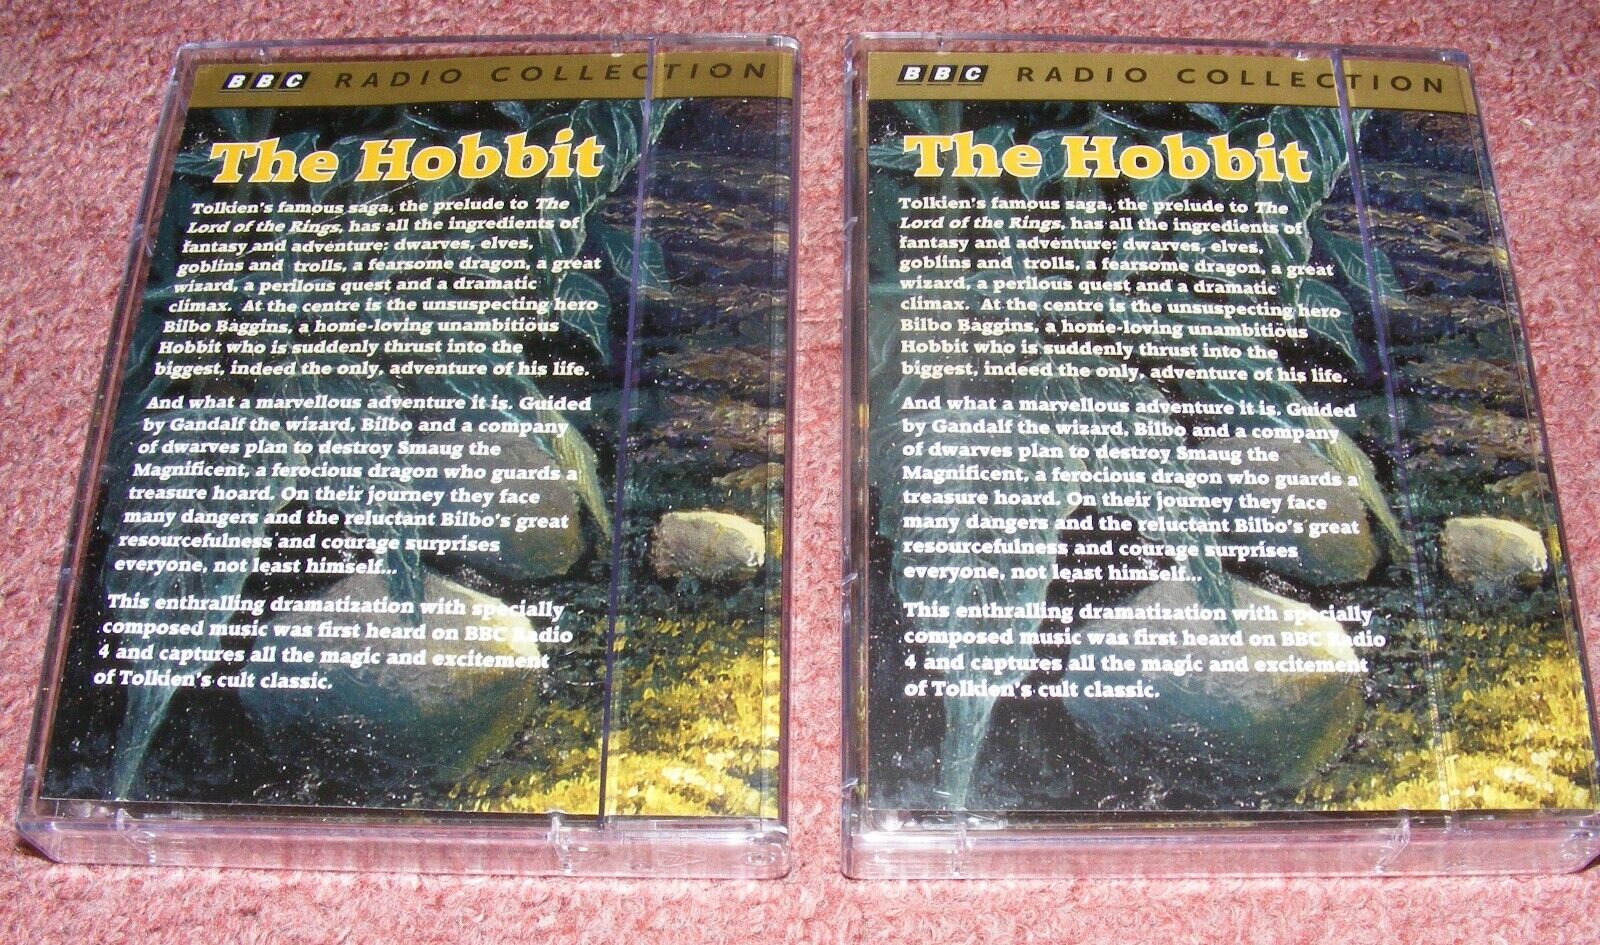 BBC RADIO COLLECTION
The Hobbit
Tolkien's famous saga, the prelude to The
Lord of the Rings, has all the ingredients of
fantasy and adventure: dwarves, elves,
goblins and trolls, a fearsome dragon, a great
wizard, a perilous quest and a dramatic
climax. At the centre is the unsuspecting hero
Bilbo Baggins, a home-loving unambitious
Hobbit who is suddenly thrust into the
biggest, indeed the only, adventure of his life.
And what a marvellous adventure it is. Guided
by Gandalf the wizard, Bilbo and a company
of dwarves plan to destroy Smaug the
Magnificent, a ferocious dragon who guards a
treasure hoard. On their journey they face
many dangers and the reluctant Bilbo's great
resourcefulness and courage surprises
everyone, not least himself...
This enthralling dramatization with specially
composed music was first heard on BBC Radio
4 and captures all the magic and excitement
of Tolkien's cult classic.
BBC RADIO COLLECTION
The Hobbit
Tolkien's famous saga, the prelude to The
Lord of the Rings, has all the ingredients of
fantasy and adventure: dwarves, elves,
goblins and trolls, a fearsome dragon, a great
wizard, a perilous quest and a dramatic
climax. At the centre is the unsuspecting hero
Bilbo Baggins, a home-loving unambitious
Hobbit who is suddenly thrust into the
biggest, indeed the only, adventure of his life.
And what a marvellous adventure it is. Guided
by Gandalf the wizard, Bilbo and a company
of dwarves plan to destroy Smaug the
Magnificent, a ferocious dragon who guards a
treasure hoard. On their journey they face
many dangers and the reluctant Bilbo's great
resourcefulness and courage surprises
everyone, not least himself...
This enthralling dramatization with specially
composed music was first heard on BBC Radio
4 and captures all the magic and excitement
of Tolkien's cult classic.